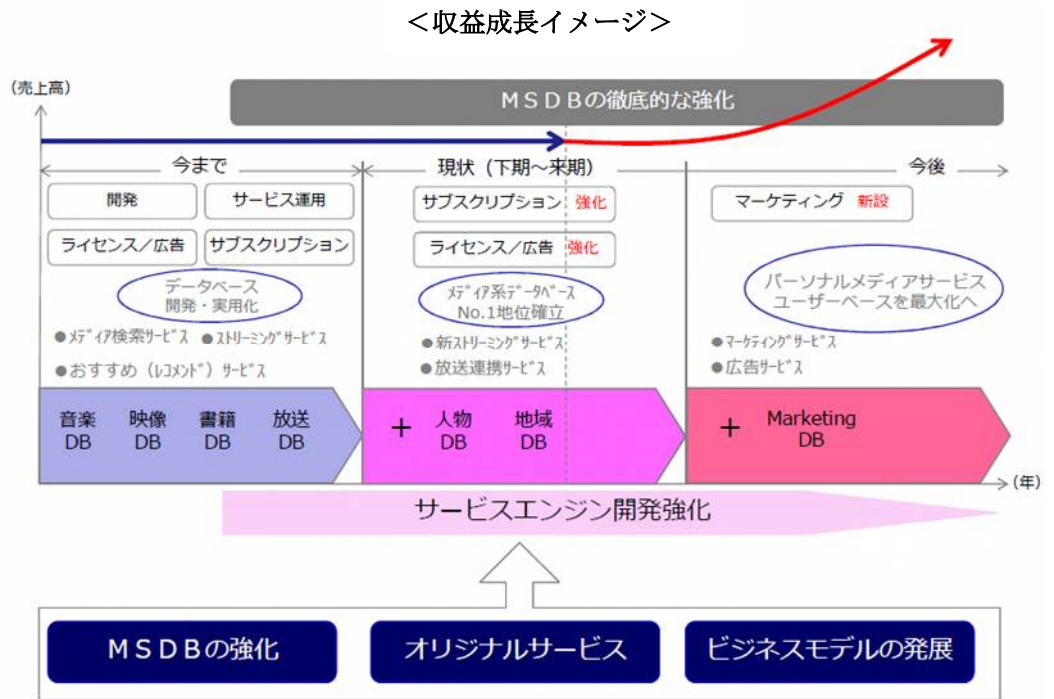 <収益成長イメージ>
(売上高)
MSDBの徹底的な強化
今まで
現状(下期~来期)
今後
開発
サービス運用
ライセンス/広告
サブスクリプション
サブスクリプション 強化
ライセンス/広告 強化
マーケティング 新設
データベース
開発・実用化
メディア系データベース
No.1地位確立
パーソナルメディアサービス
ユーザーベースを最大化へ
●メディア検索サービス ●ストリーミングサービス
●おすすめ(レコメンド)サービス
●新ストリーミングサービス
●放送連携サービス
●マーケティングサービス
●広告サービス
音楽
DB
映像
DB
書籍
DB
放送
DB
+
人物
DB
地域
DB
+
Marketing
DB
(年)
サービスエンジン開発強化
MSDBの強化
オリジナルサービス
ビジネスモデルの発展